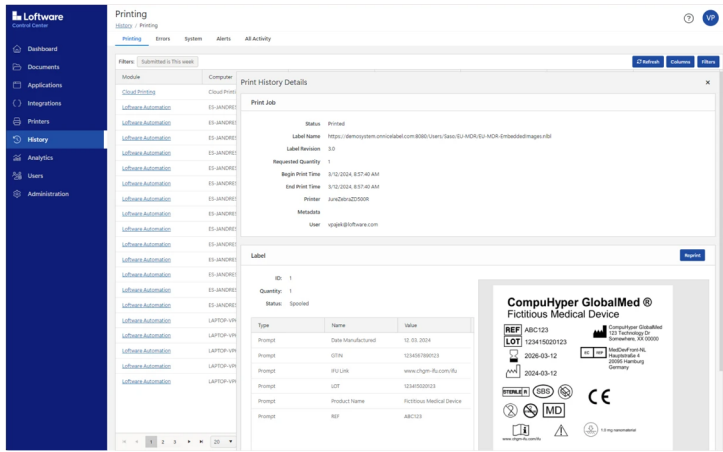 Loftware
Control Center
Dashboard
Documents
Applications
Integrations
Printers
History
Analytics
Users
Administration
Printing
History / Printing
VP
Printing Errors System Alerts All Activity
Filters: Submitted is This week
Refresh Columns Filters
Module Computer
Cloud Printing Cloud Print
Loftware Automation ES-JANDRES
Loftware Automation ES-JANDRES
Loftware Automation ES-JANDRES
Loftware Automation ES-JANDRES
Loftware Automation ES-JANDRES
Loftware Automation ES-JANDRES
Loftware Automation ES-JANDRES
Loftware Automation ES-JANDRES
Loftware Automation ES-JANDRES
Loftware Automation ES-JANDRES
Loftware Automation ES-JANDRES
Loftware Automation ES-JANDRES
Loftware Automation ES-JANDRES
Loftware Automation ES-JANDRES
Loftware Automation LAPTOP-VP
Loftware Automation LAPTOP-VP
Loftware Automation LAPTOP-VP
Loftware Automation LAPTOP-VP
Loftware Automation LAPTOP-VP
1 2 3 20
Print History Details
Print Job
Status Printed
Label Name https://demosystem.onnicelabel.com:8080/Users/Saso/EU-MDR/EU-MDR-EmbeddedImages.nlbl
Label Revision 3.0
Requested Quantity 1
Begin Print Time 3/12/2024, 8:57:40 AM
End Print Time 3/12/2024, 8:57:40 AM
Printer JureZebraZD500R
Metadata
User vpajek@loftware.com
Label
Reprint
ID: 1
Quantity: 1
Status: Spooled
Type Name Value
Prompt Date Manufactured 12. 03. 2024
Prompt GTIN 1234567890123
Prompt IFU Link www.chgm-ifu.com/ifu
Prompt LOT 123415020123
Prompt Product Name Fictitious Medical Device
Prompt REF ABC123
CompuHyper GlobalMed ®
Fictitious Medical Device
REF ABC123
LOT 123415020123
2026-03-12
2024-03-12
CompuHyper GlobalMed
123 Technology Dr
Somewhere, XX 00000
EC REP
MedDevFront-NL
Hauptstraße 4
20095 Hamburg
Germany
STERILE R SBS
CE
MD
www.chgm-ifu.com/ifu
1.0 mg nanomaterial